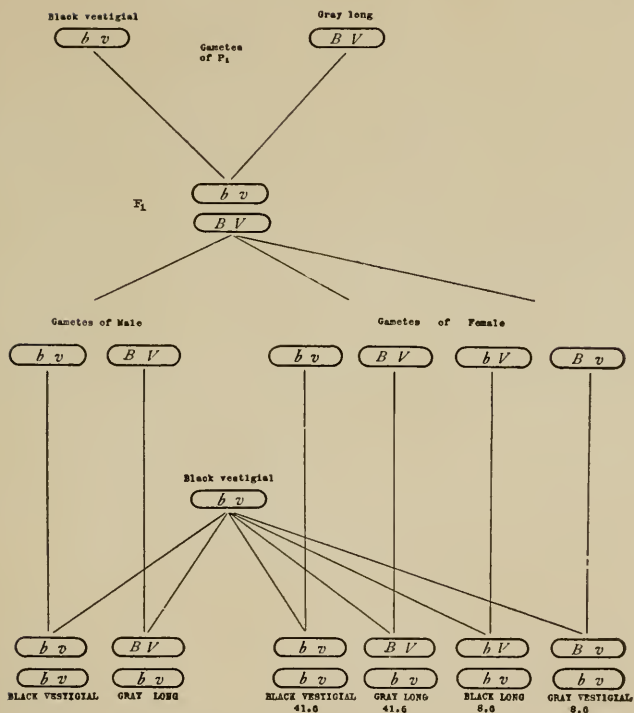 Black vestigial
b v
Gray long
B V
Gametes
of P1
F1
b v
B V
Gametes of Male
Gametes of Female
b v
B V
b v
B V
b V
B v
Black vestigial
b v
b v
B V
b v
B V
b V
B v
b v
b v
b v
b v
b v
b v
BLACK VESTIGIAL
GRAY LONG
BLACK VESTIGIAL
41.6
GRAY LONG
41.6
BLACK LONG
8.6
GRAY VESTIGIAL
8.6